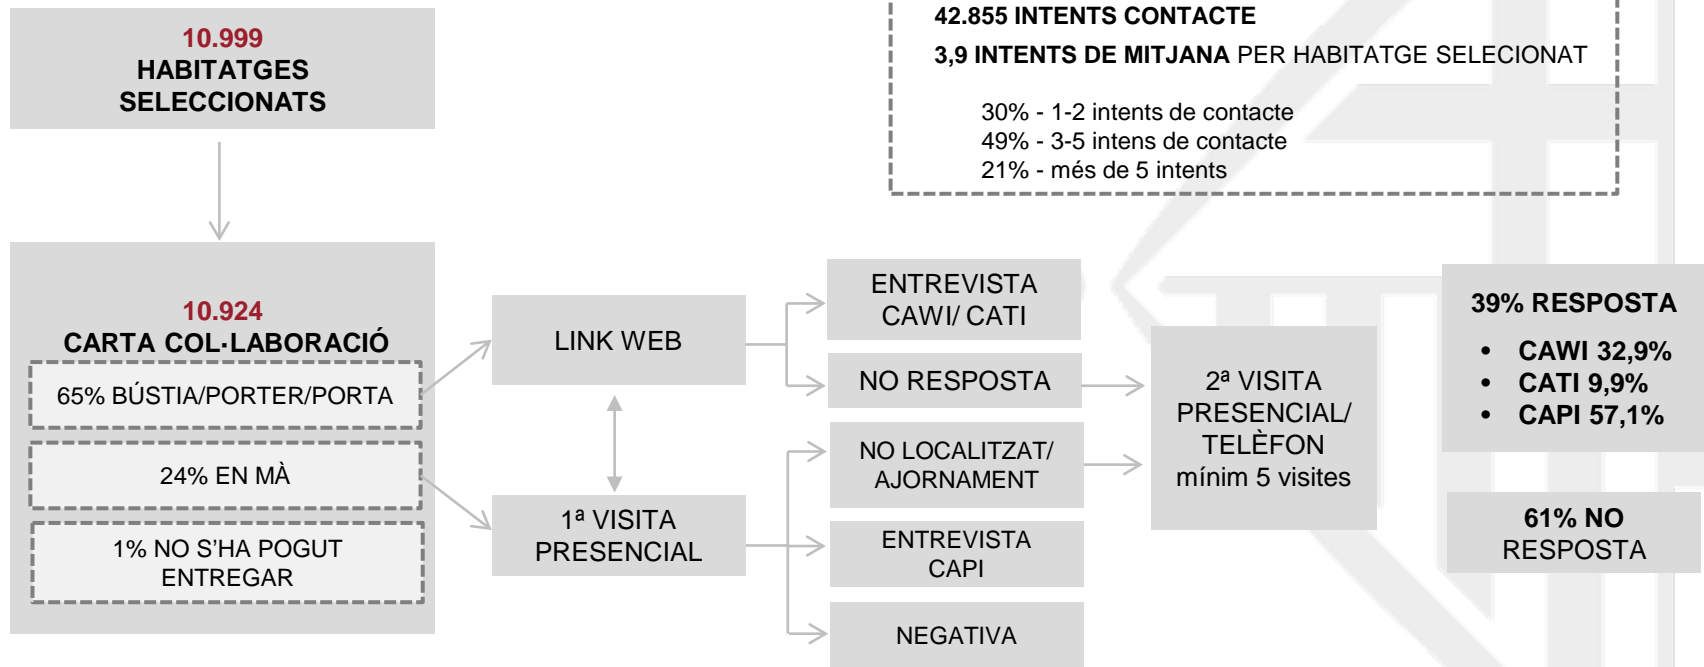 42.855 INTENTS CONTACTE
3,9 INTENTS DE MITJANA PER HABITATGE SELECIONAT
30% - 1-2 intents de contacte
49% - 3-5 intens de contacte
21% - més de 5 intents
10.999
HABITATGES
SELECCIONATS
10.924
CARTA COL·LABORACIÓ
65% BÚSTIA/PORTER/PORTA
24% EN MÀ
1% NO S'HA POGUT
ENTREGAR
LINK WEB
1ª VISITA
PRESENCIAL
ENTREVISTA
CAWI/ CATI
NO RESPOSTA
NO LOCALITZAT/
AJORNAMENT
ENTREVISTA
CAPI
NEGATIVA
2ª VISITA
PRESENCIAL/
TELÈFON
mínim 5 visites
39% RESPOSTA
• CAWI 32,9%
• CATI 9,9%
• CAPI 57,1%
61% NO
RESPOSTA